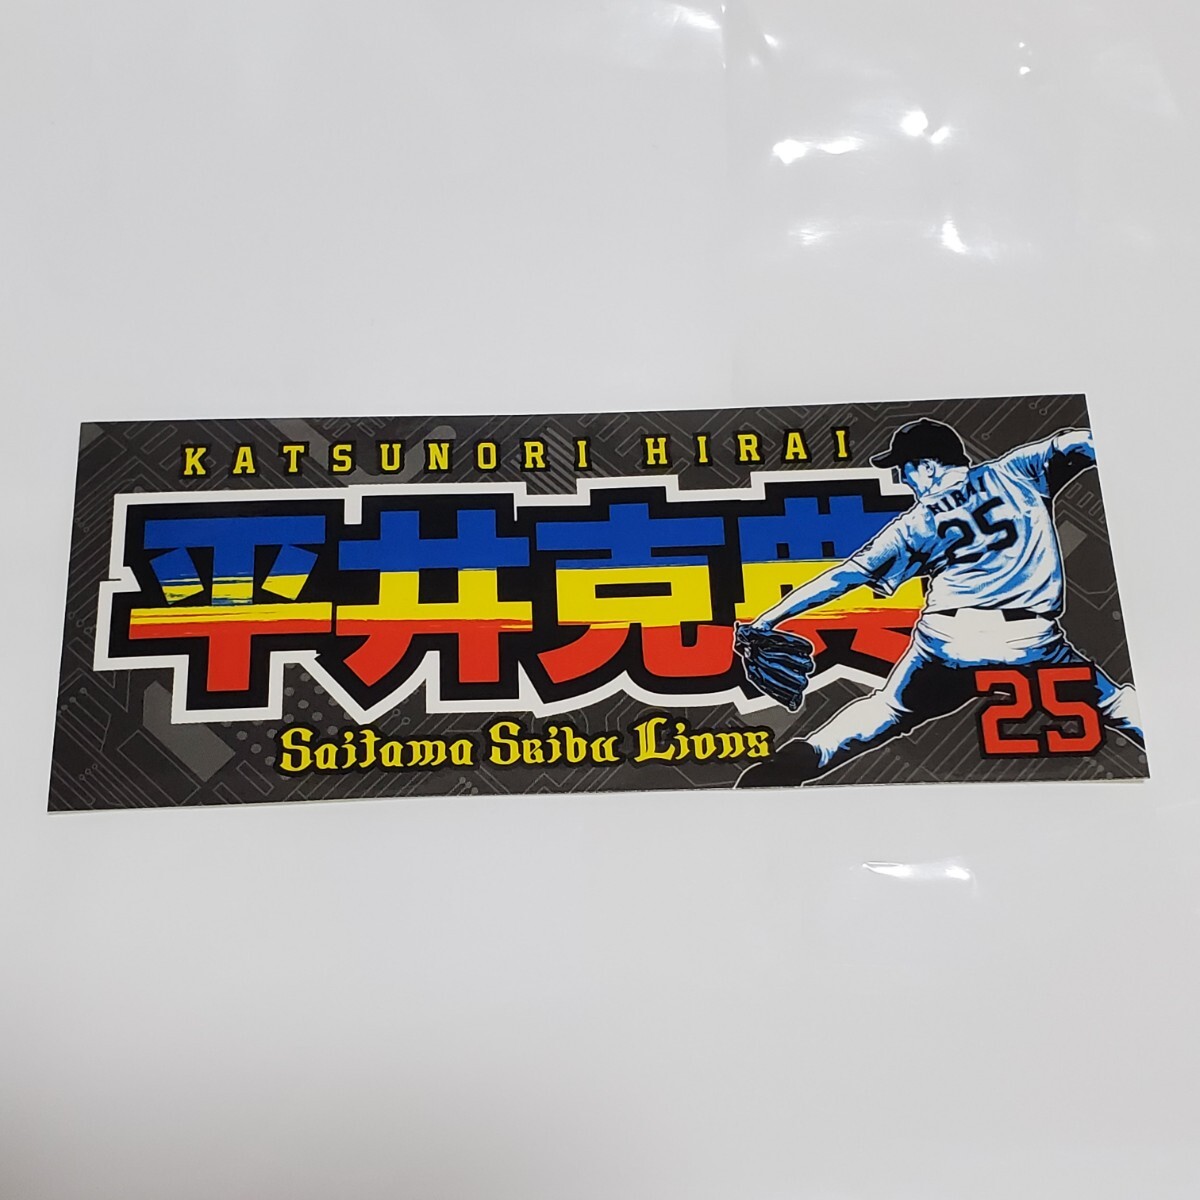 KATSUNORI HIRAI
平井克典
HIRAI
25
25
Saitama Seibu Lions